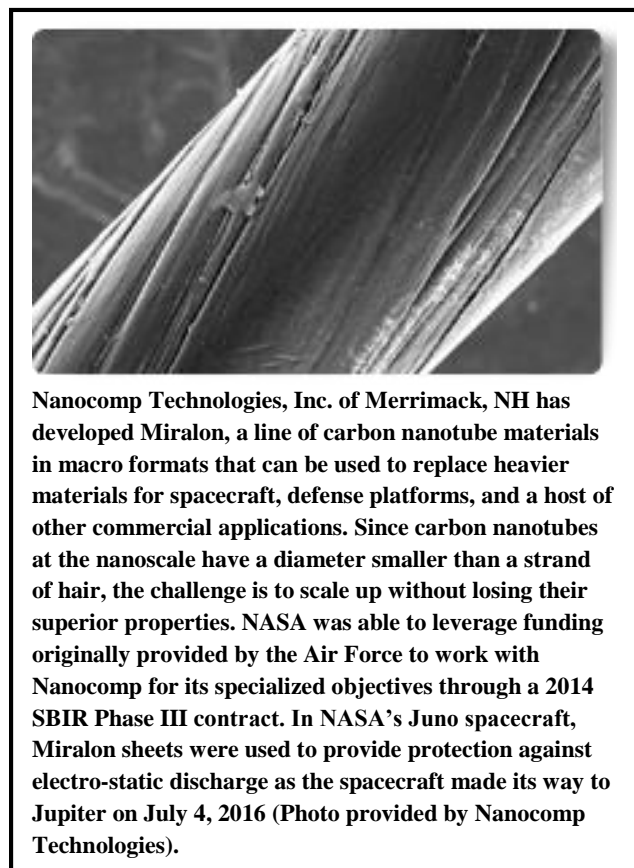 Nanocomp Technologies, Inc. of Merrimack, NH has
developed Miralon, a line of carbon nanotube materials
in macro formats that can be used to replace heavier
materials for spacecraft, defense platforms, and a host of
other commercial applications. Since carbon nanotubes
at the nanoscale have a diameter smaller than a strand
of hair, the challenge is to scale up without losing their
superior properties. NASA was able to leverage funding
originally provided by the Air Force to work with
Nanocomp for its specialized objectives through a 2014
SBIR Phase III contract. In NASA's Juno spacecraft,
Miralon sheets were used to provide protection against
electro-static discharge as the spacecraft made its way to
Jupiter on July 4, 2016 (Photo provided by Nanocomp
Technologies).